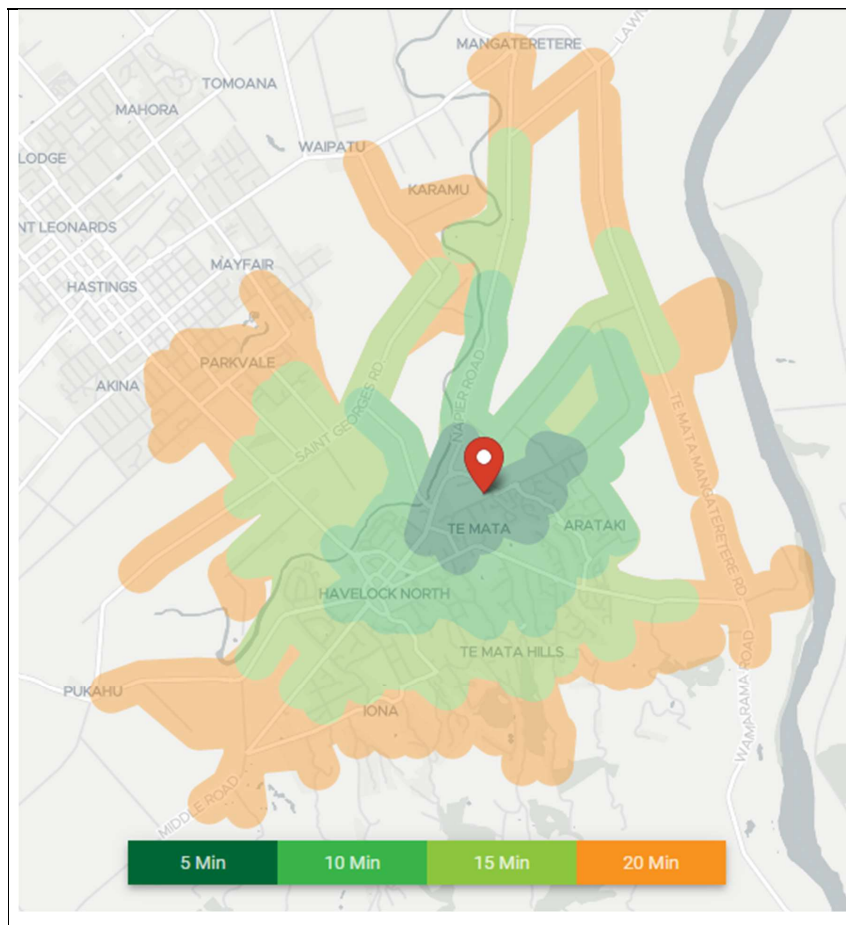 MANGATERETERE
LAWN
TOMOANA
MAHORA
WAIPATU
LODGE
KARAMU
NT LEONARDS
MAYFAIR
HASTINGS
PARKVALE
AKINA
SAINT GEORGES RD
NAPIER ROAD
TE MATA MANGATERETERE RD
TE MATA
ARATAKI
HAVELOCK NORTH
TE MATA HILLS
PUKAHU
IONA
WAIMARAMA ROAD
MIDDLE ROAD
5 Min
10 Min
15 Min
20 Min